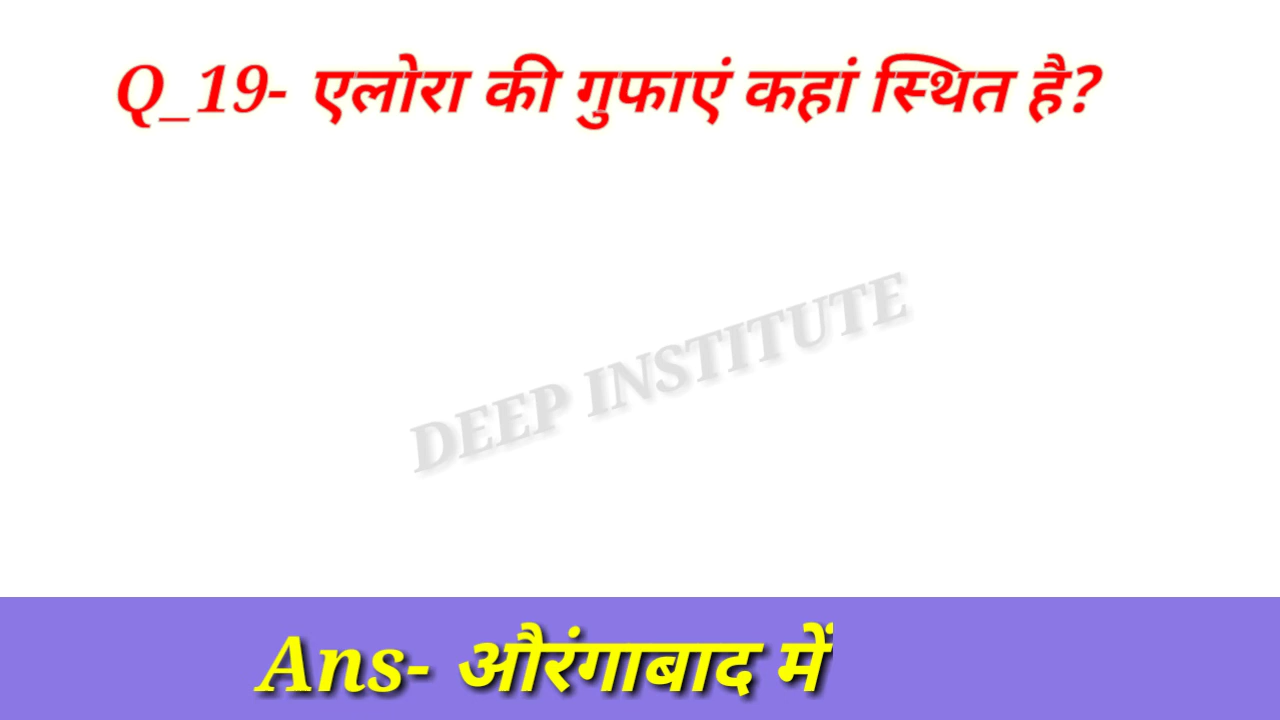 Q_19- एलोरा की गुफाएं कहां स्थित है?
DEEP INSTITUTE
Ans- औरंगाबाद में